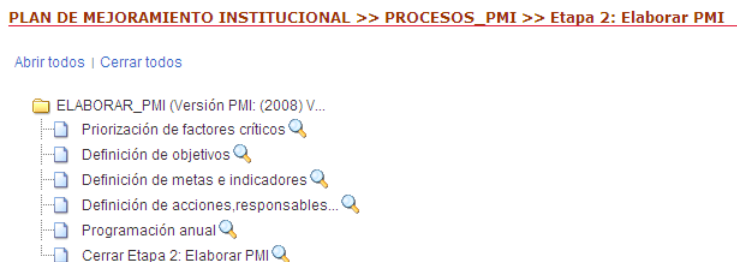 PLAN DE MEJORAMIENTO INSTITUCIONAL >> PROCESOS_PMI >> Etapa 2: Elaborar PMI
Abrir todos | Cerrar todos
ELABORAR_PMI (Versión PMI: (2008) V...
Priorización de factores críticos
Definición de objetivos
Definición de metas e indicadores
Definición de acciones,responsables...
Programación anual
Cerrar Etapa 2: Elaborar PMI